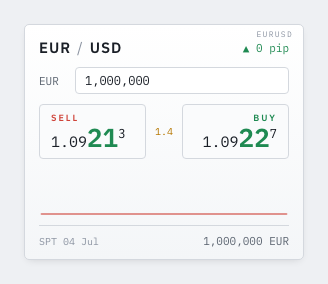 EURUSD
EUR / USD
▲ 0 pip
EUR 1,000,000
SELL BUY
1.09213 1.4 1.09227
SPT 04 Jul 1,000,000 EUR